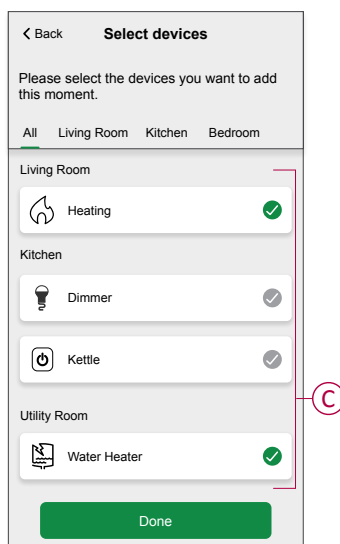 Back Select devices
Please select the devices you want to add
this moment.
All Living Room Kitchen Bedroom
Living Room
Heating
Kitchen
Dimmer
Kettle
C
Utility Room
Water Heater
Done